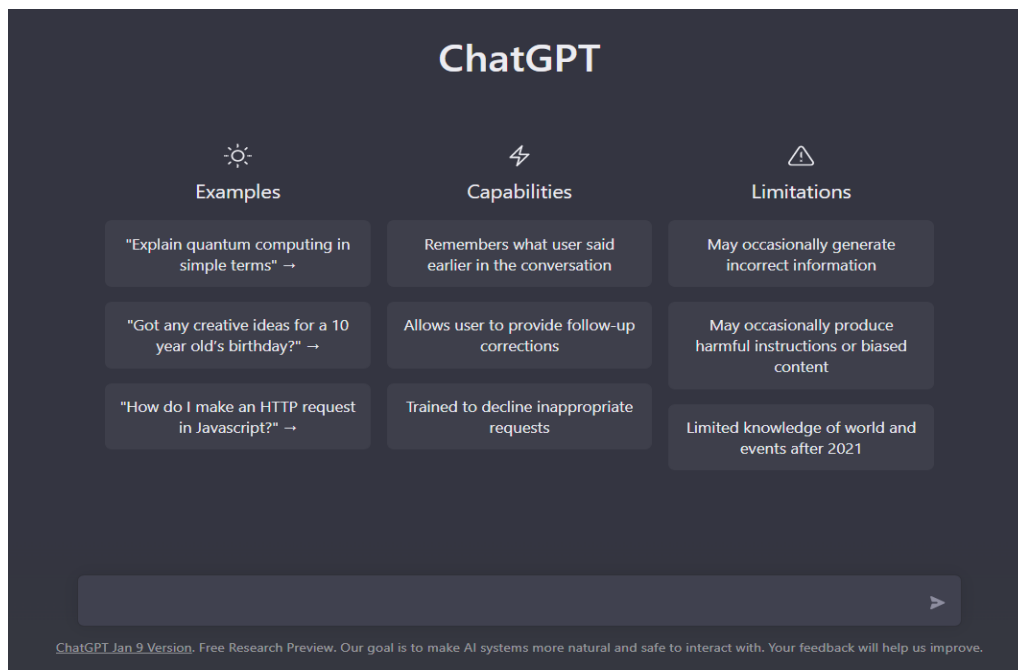 ChatGPT
Examples
"Explain quantum computing in
simple terms" →
"Got any creative ideas for a 10
year old's birthday?" →
"How do I make an HTTP request
in Javascript?" →
Capabilities
Remembers what user said
earlier in the conversation
Allows user to provide follow-up
corrections
Trained to decline inappropriate
requests
Limitations
May occasionally generate
incorrect information
May occasionally produce
harmful instructions or biased
content
Limited knowledge of world and
events after 2021
ChatGPT Jan 9 Version. Free Research Preview. Our goal is to make AI systems more natural and safe to interact with. Your feedback will help us improve.